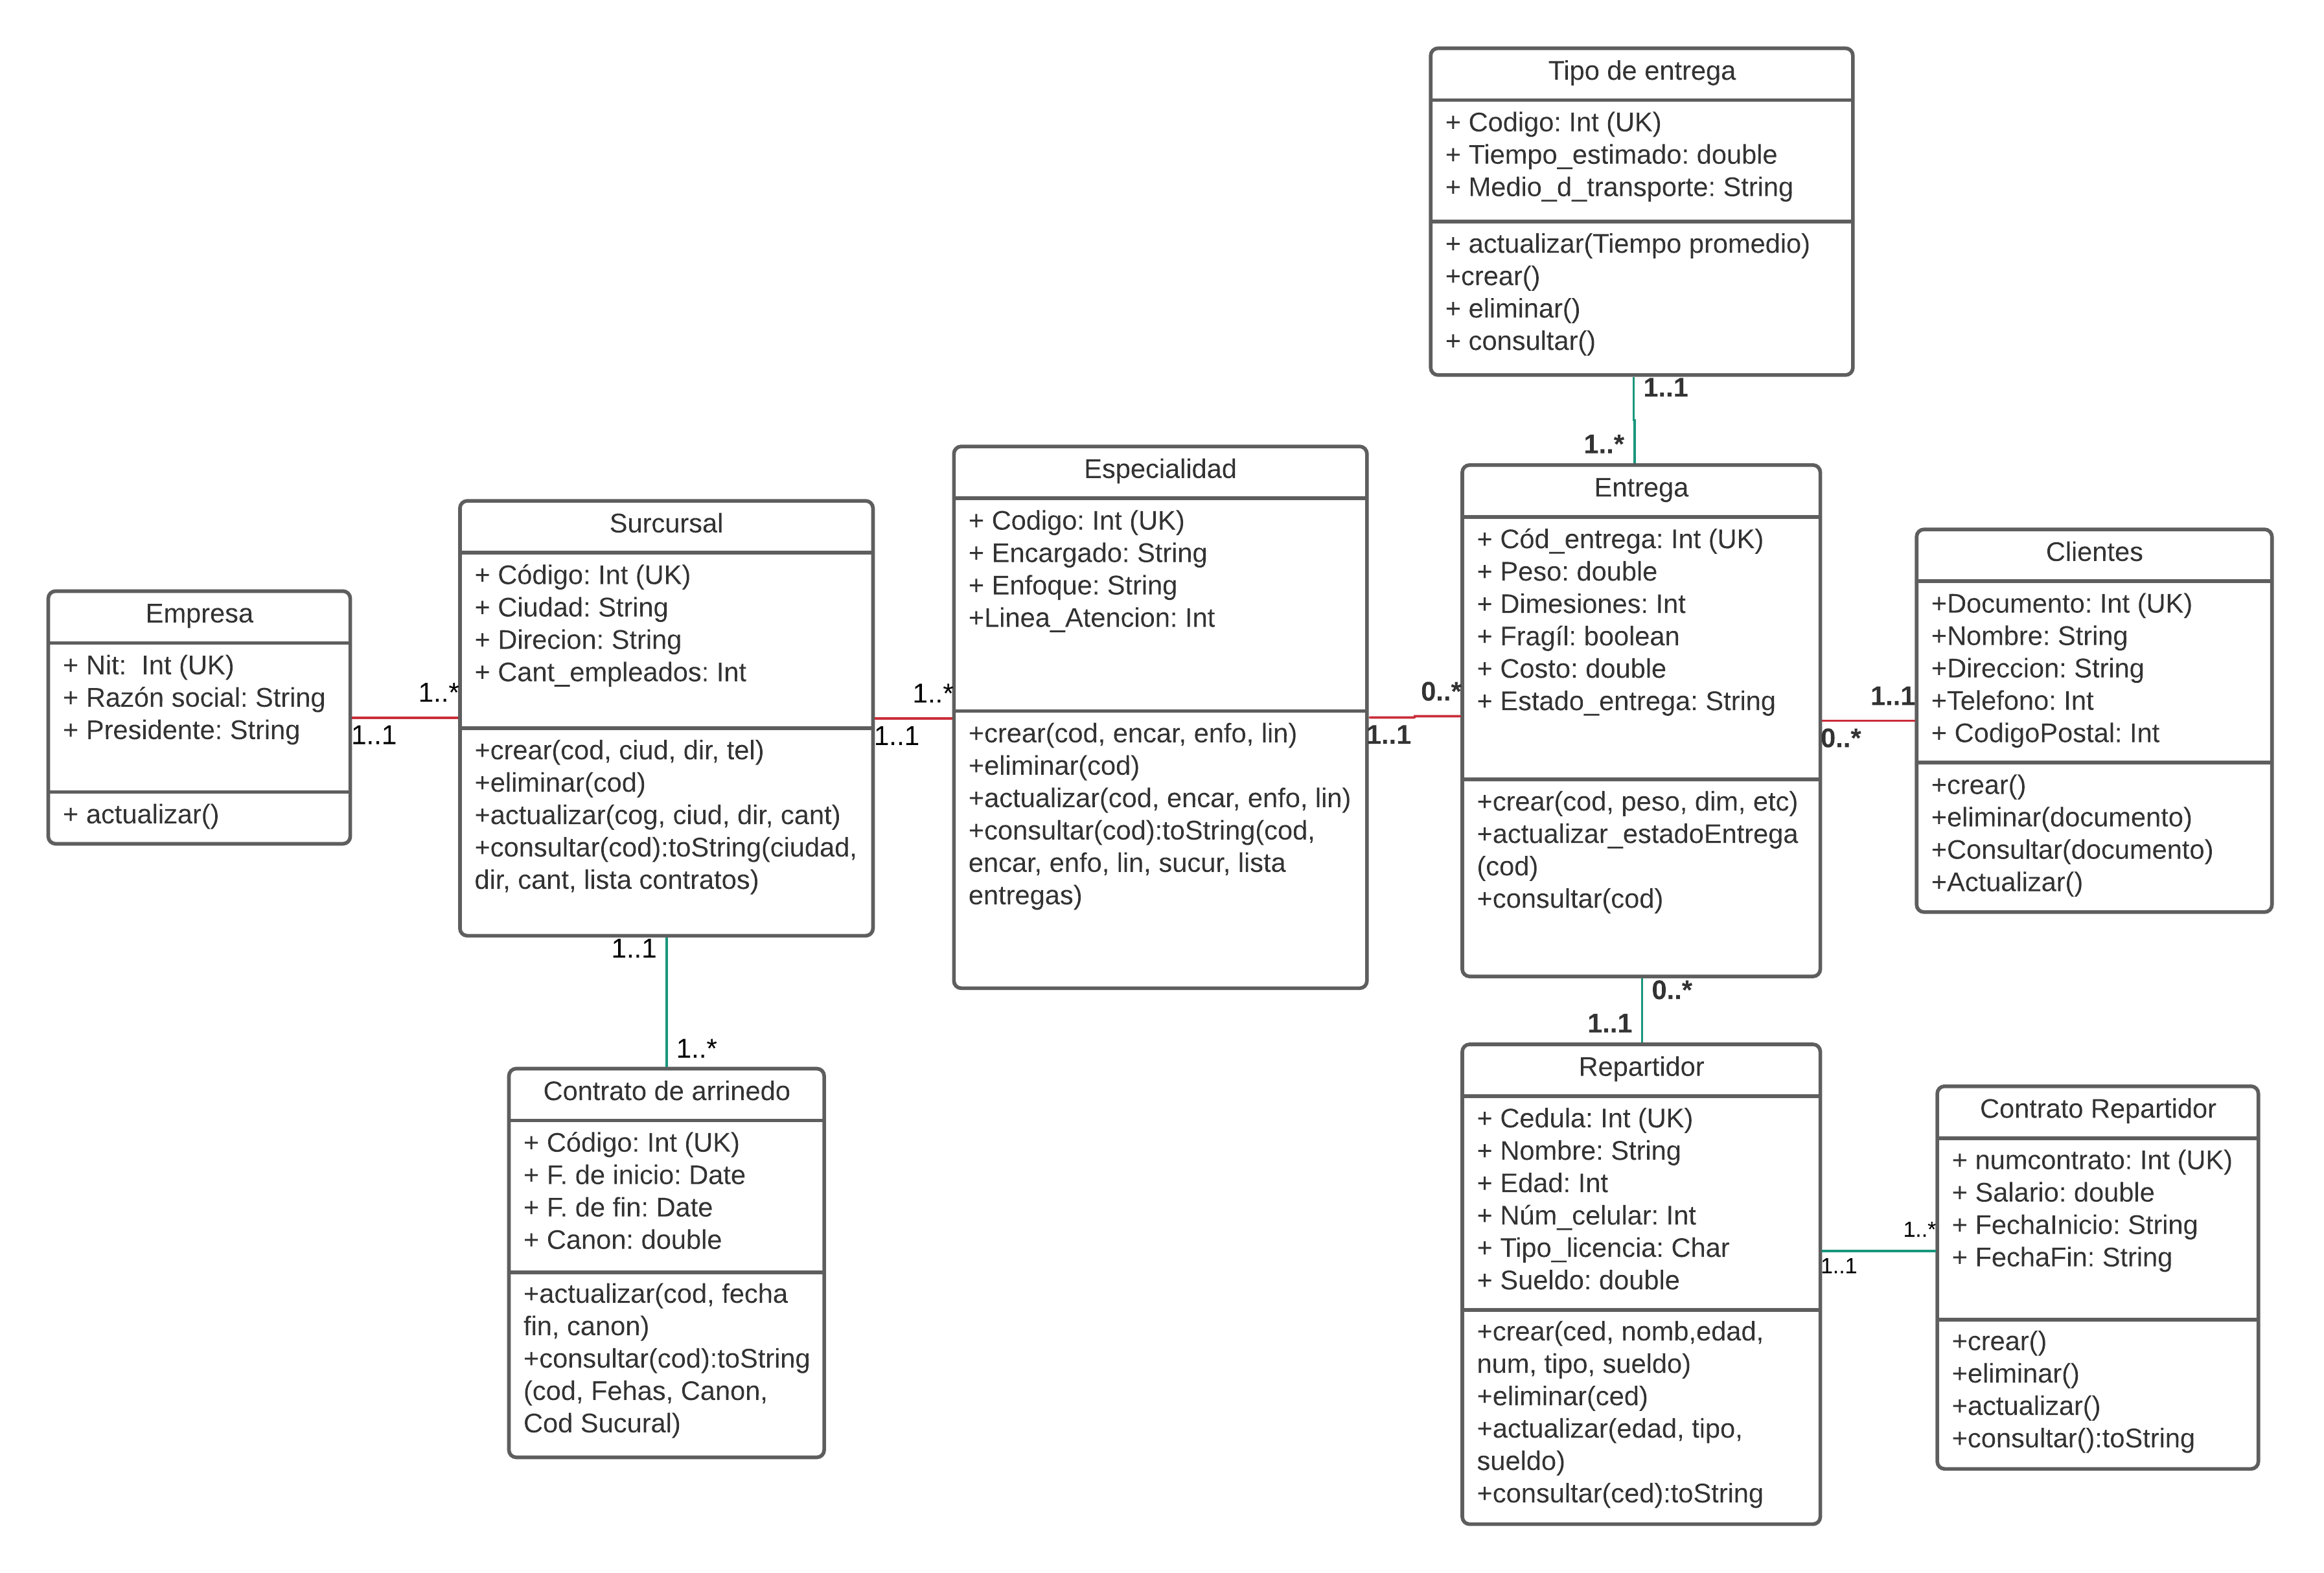 Tipo de entrega
+ Codigo: Int (UK)
+ Tiempo_estimado: double
+ Medio_d_transporte: String
+ actualizar(Tiempo promedio)
+crear()
+ eliminar()
+ consultar()
1..1
1..*
Empresa
+ Nit:  Int (UK)
+ Razón social: String
+ Presidente: String
+ actualizar()
1..*
1..1
Surcursal
+ Código: Int (UK)
+ Ciudad: String
+ Direcion: String
+ Cant_empleados: Int
+crear(cod, ciud, dir, tel)
+eliminar(cod)
+actualizar(cog, ciud, dir, cant)
+consultar(cod):toString(ciudad,
dir, cant, lista contratos)
1..*
1..1
Especialidad
+ Codigo: Int (UK)
+ Encargado: String
+ Enfoque: String
+Linea_Atencion: Int
+crear(cod, encar, enfo, lin)
+eliminar(cod)
+actualizar(cod, encar, enfo, lin)
+consultar(cod):toString(cod,
encar, enfo, lin, sucur, lista
entregas)
0..*
1..1
Entrega
+ Cód_entrega: Int (UK)
+ Peso: double
+ Dimesiones: Int
+ Fragíl: boolean
+ Costo: double
+ Estado_entrega: String
+crear(cod, peso, dim, etc)
+actualizar_estadoEntrega
(cod)
+consultar(cod)
1..1
0..*
Clientes
+Documento: Int (UK)
+Nombre: String
+Direccion: String
+Telefono: Int
+ CodigoPostal: Int
+crear()
+eliminar(documento)
+Consultar(documento)
+Actualizar()
1..1
1..*
Contrato de arrinedo
+ Código: Int (UK)
+ F. de inicio: Date
+ F. de fin: Date
+ Canon: double
+actualizar(cod, fecha
fin, canon)
+consultar(cod):toString
(cod, Fehas, Canon,
Cod Sucural)
0..*
1..1
Repartidor
+ Cedula: Int (UK)
+ Nombre: String
+ Edad: Int
+ Núm_celular: Int
+ Tipo_licencia: Char
+ Sueldo: double
+crear(ced, nomb,edad,
num, tipo, sueldo)
+eliminar(ced)
+actualizar(edad, tipo,
sueldo)
+consultar(ced):toString
1..*
1..1
Contrato Repartidor
+ numcontrato: Int (UK)
+ Salario: double
+ FechaInicio: String
+ FechaFin: String
+crear()
+eliminar()
+actualizar()
+consultar():toString